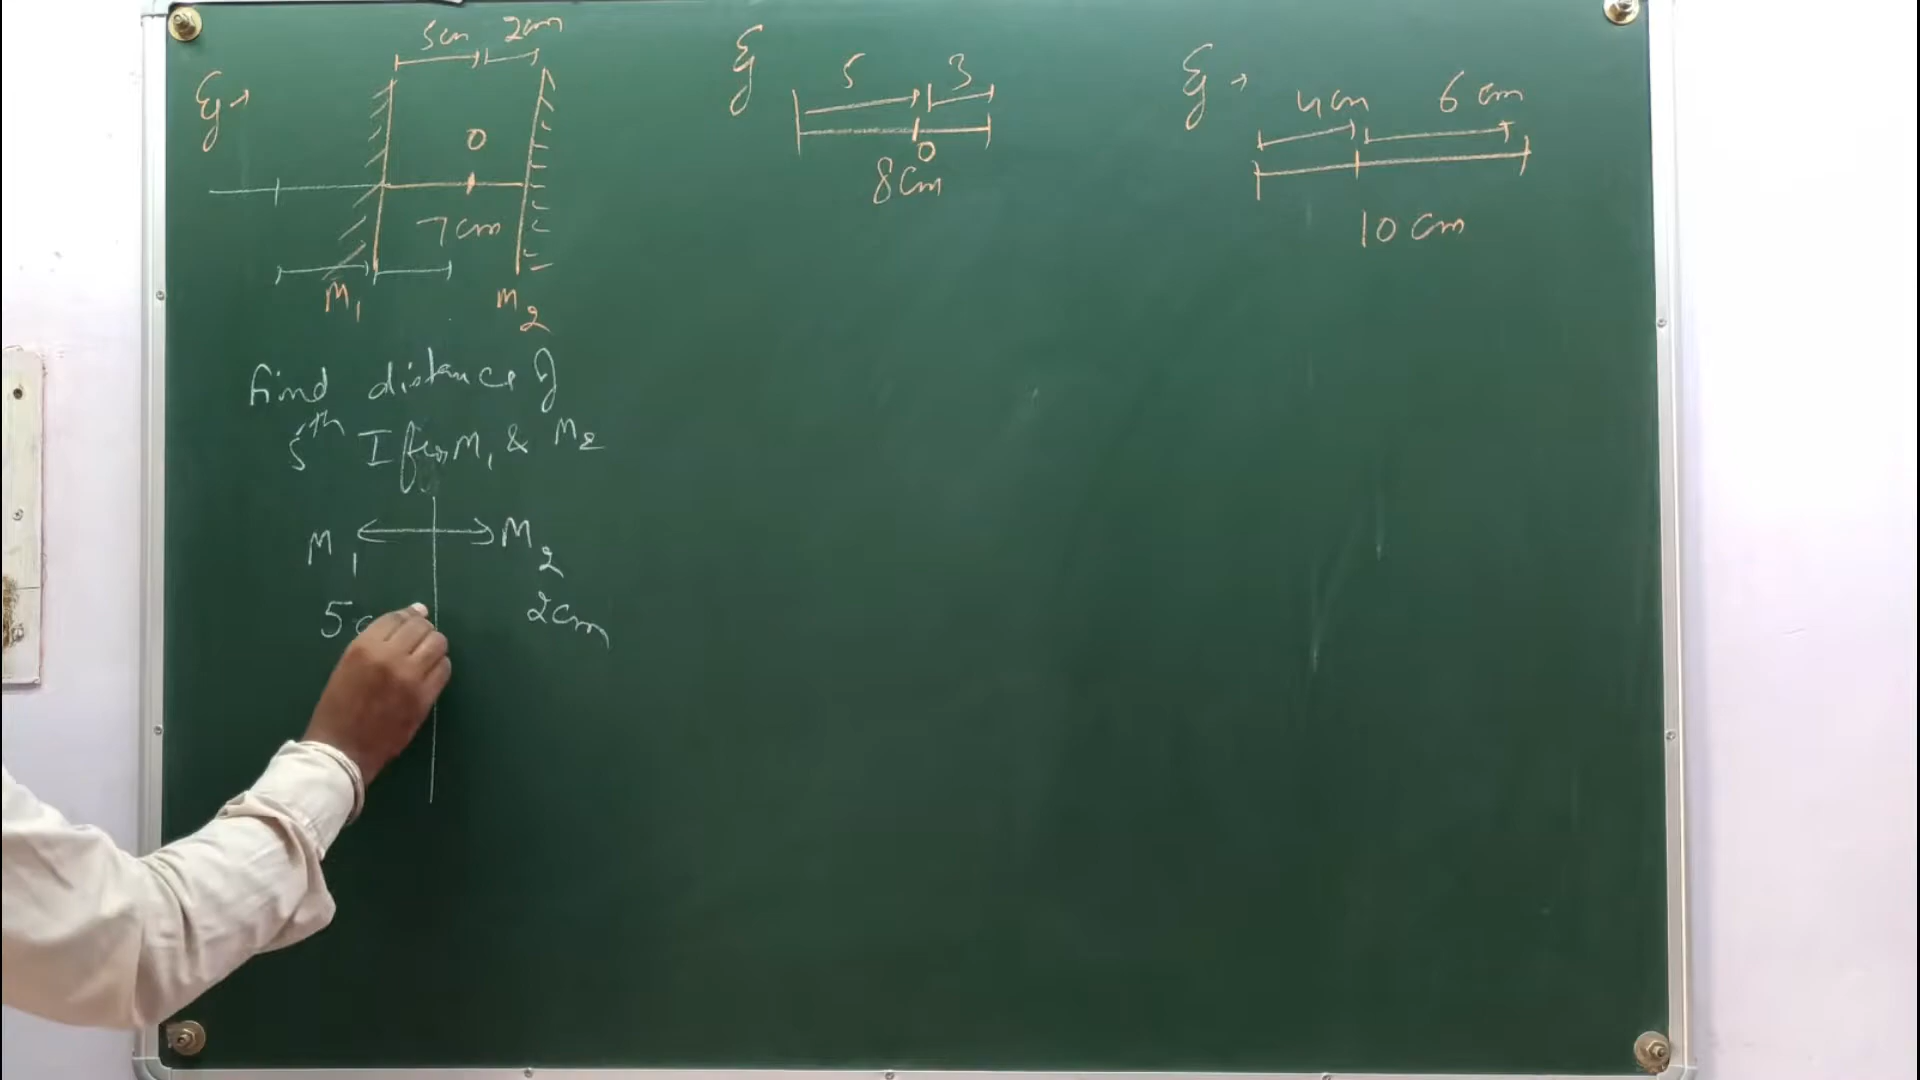 Eg →
5cm 2cm
O
7cm
M1 M2
find distance of
5th I from M1 & M2
M1 M2
5c 2cm
Eg
5 3
O
8cm
Eg →
4cm 6cm
10cm